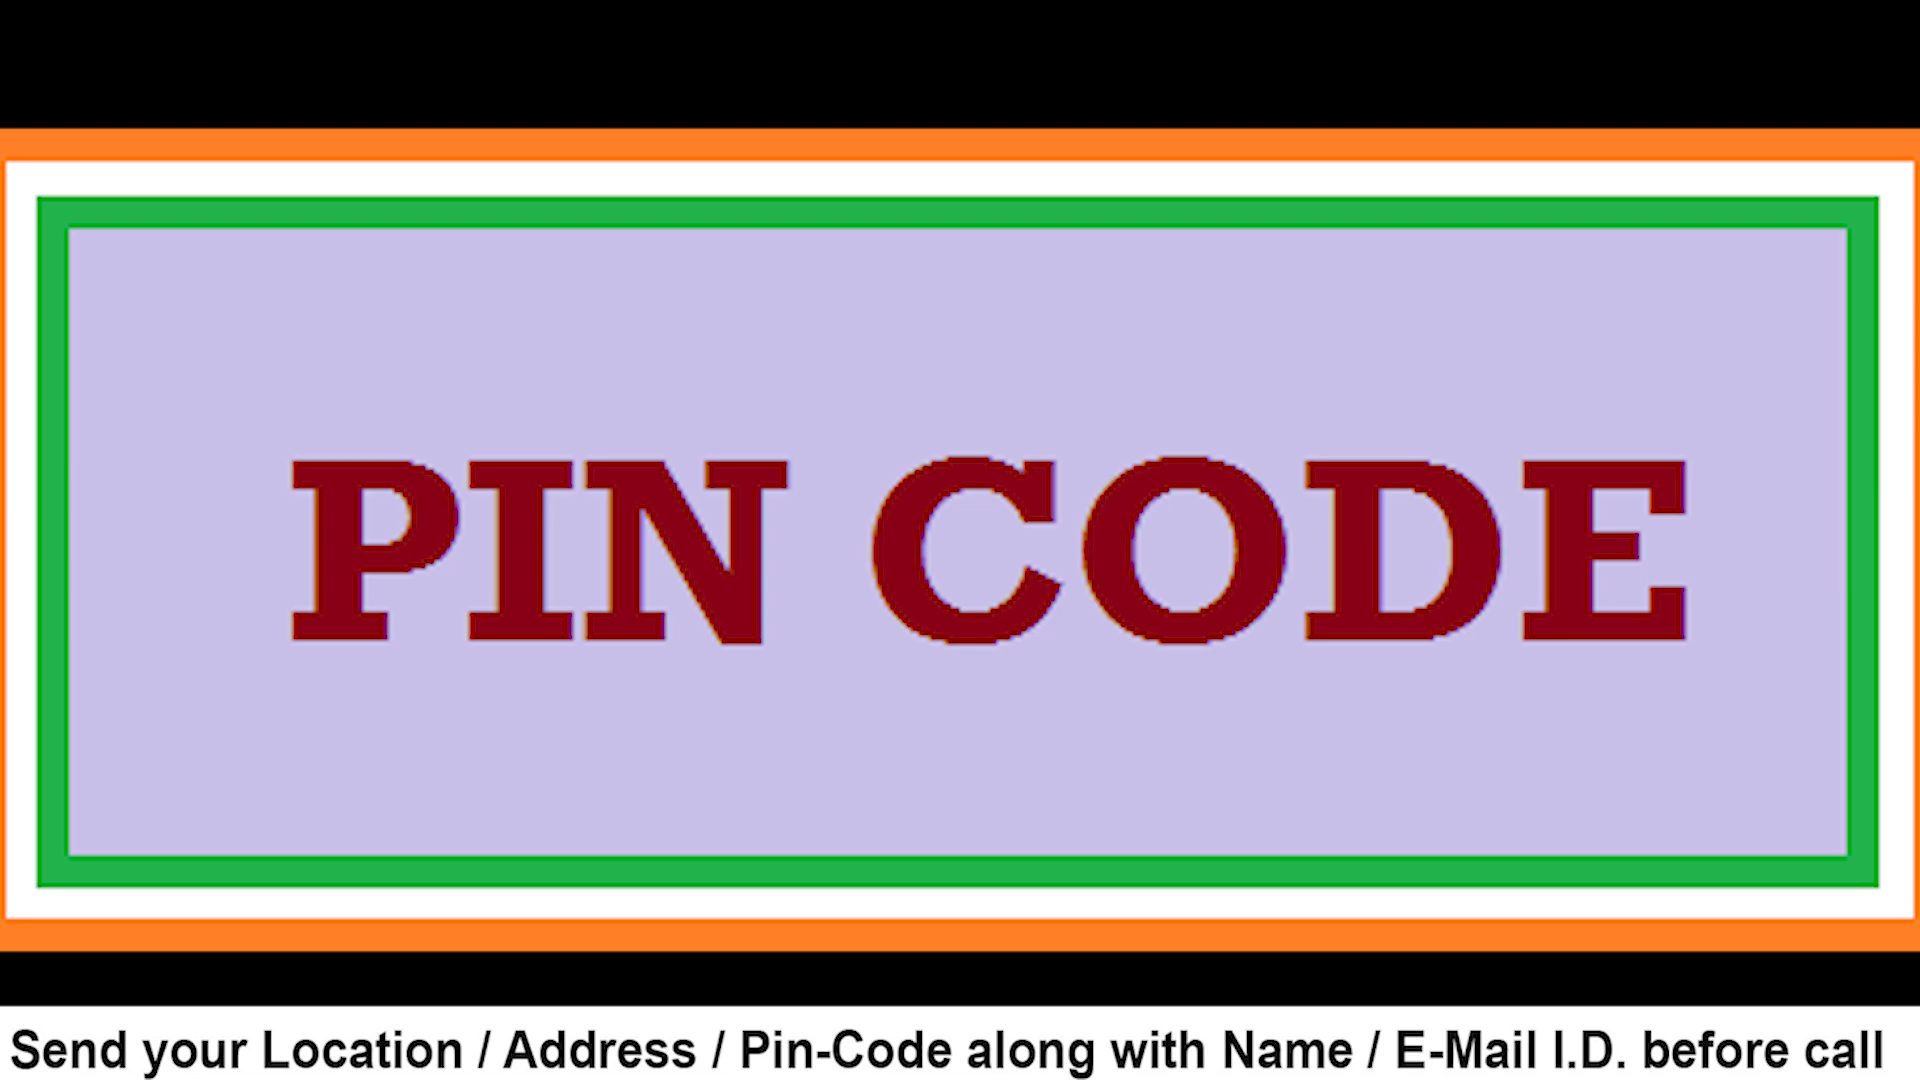 PIN CODE
Send your Location / Address / Pin-Code along with Name / E-Mail I.D. before call